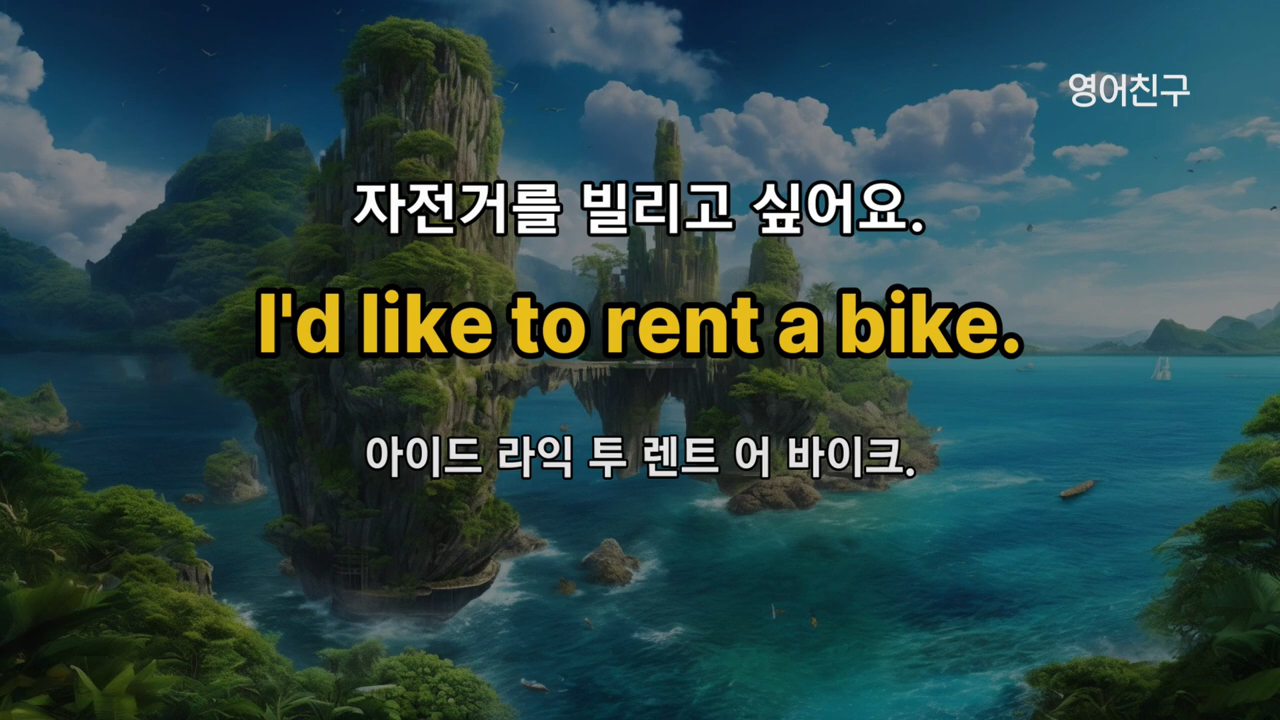 영어친구
자전거를 빌리고 싶어요.
I'd like to rent a bike.
아이드 라익 투 렌트 어 바이크.